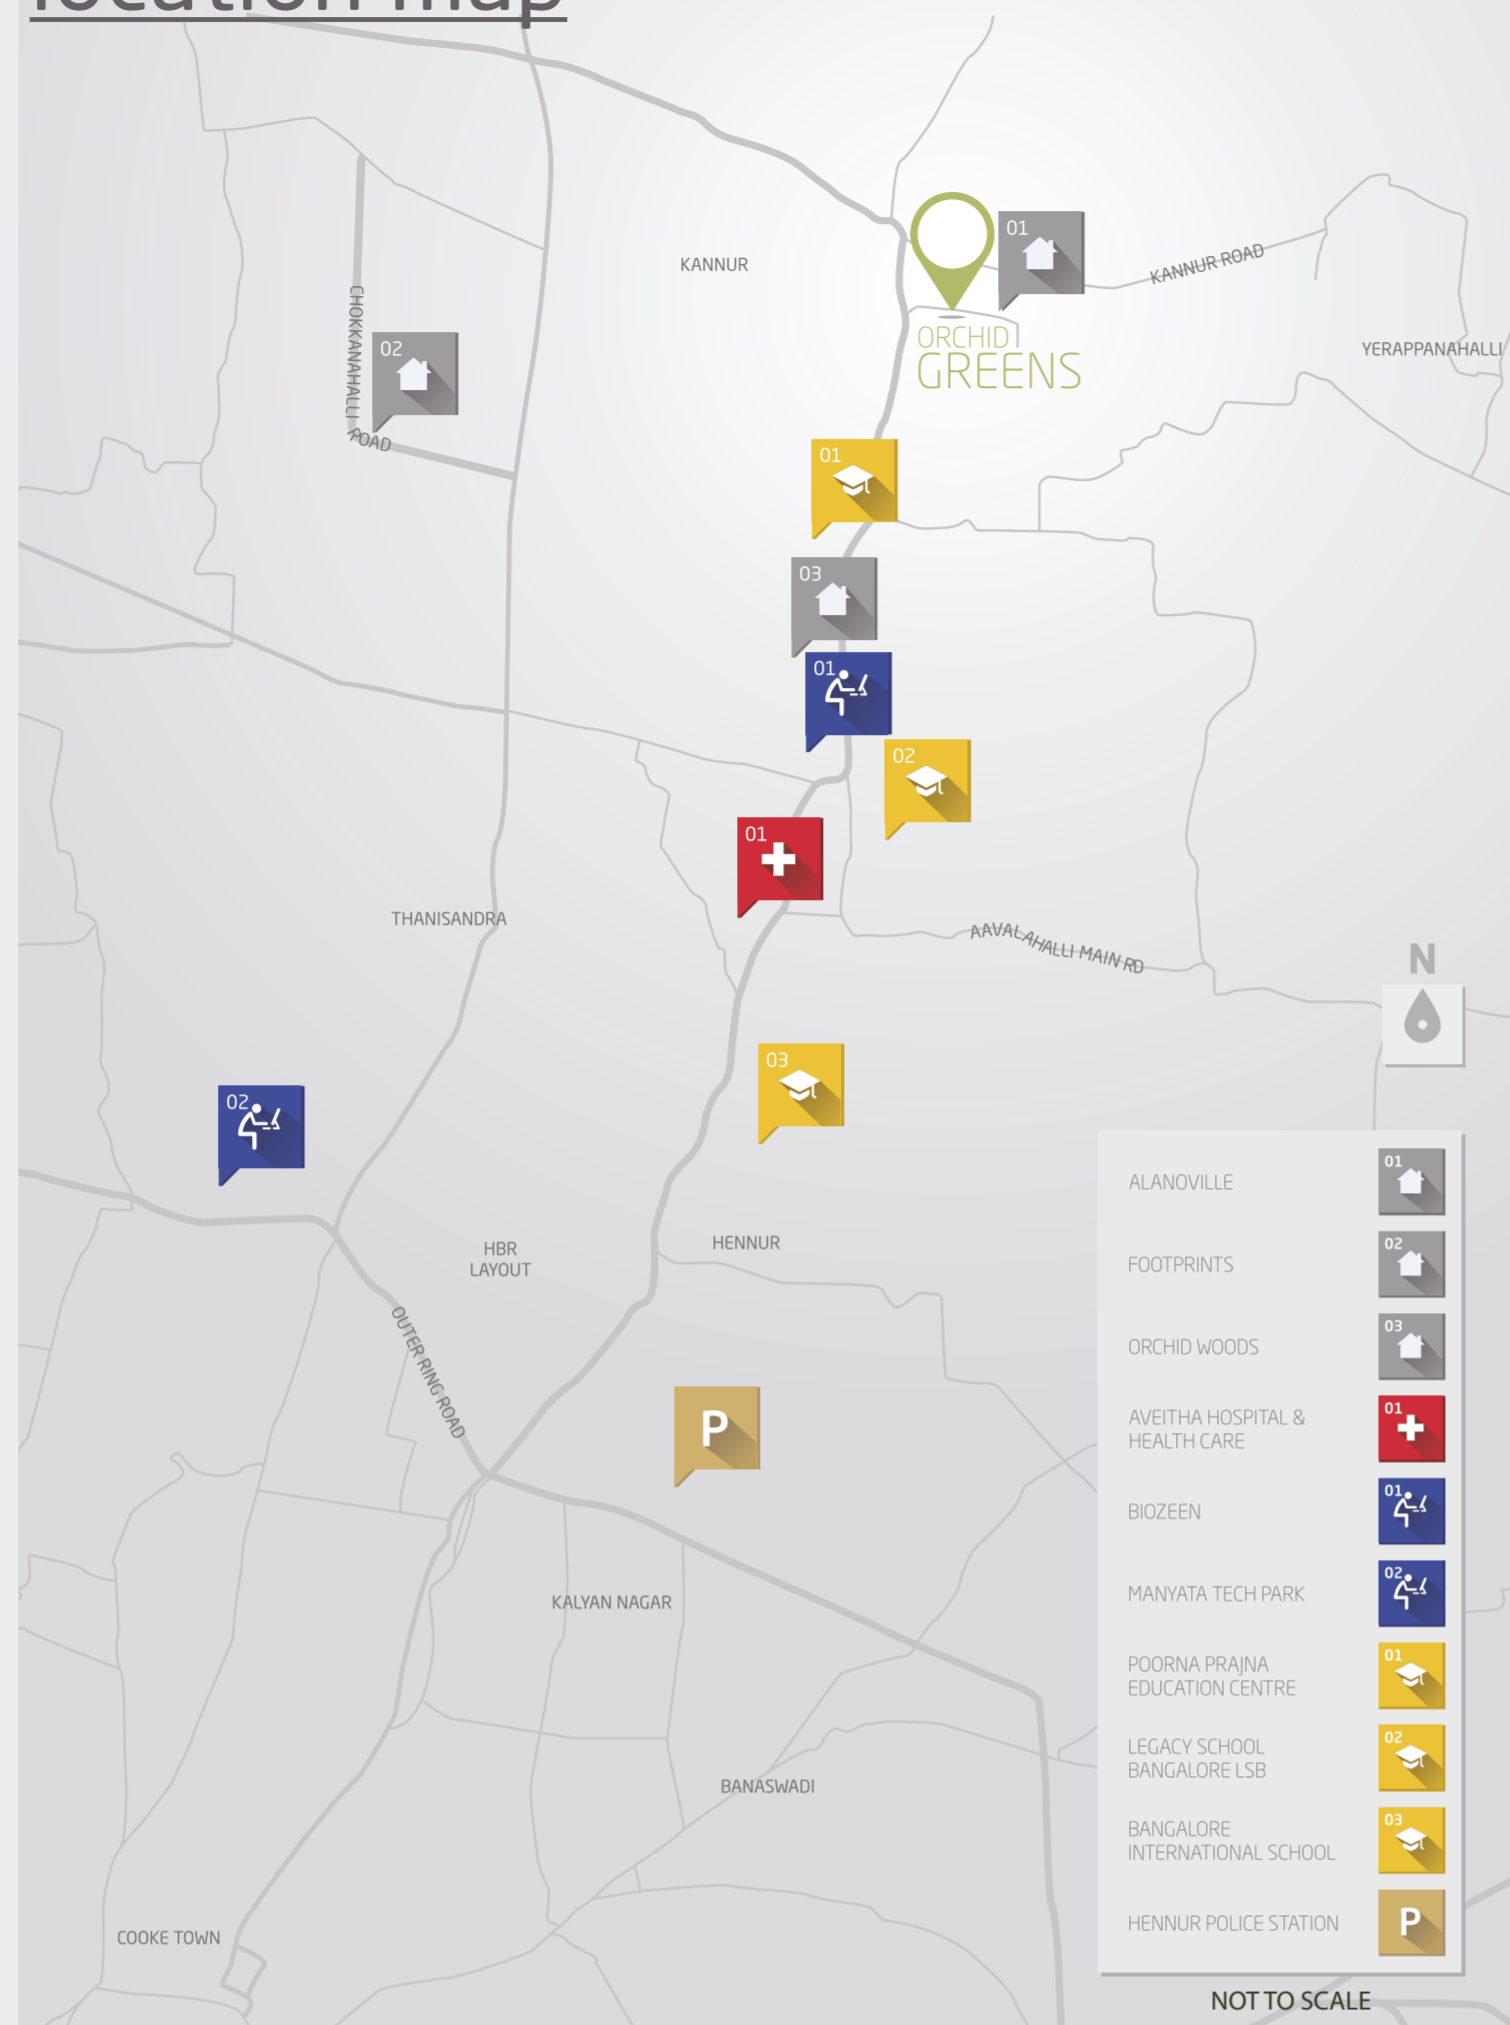 location map
01
KANNUR
KANNUR ROAD
CHOKKANAHALLI
ROAD
02
ORCHID
GREENS
YERAPPANAHALLI
01
03
01
02
01
THANISANDRA
AAVALAHALLI MAIN RD
N
03
02
HBR
LAYOUT
HENNUR
OUTER RING ROAD
P
KALYAN NAGAR
BANASWADI
COOKE TOWN
ALANOVILLE 01
FOOTPRINTS 02
ORCHID WOODS 03
AVEITHA HOSPITAL & 01
HEALTH CARE
BIOZEEN 01
MANYATA TECH PARK 02
POORNA PRAJNA 01
EDUCATION CENTRE
LEGACY SCHOOL 02
BANGALORE LSB
BANGALORE 03
INTERNATIONAL SCHOOL
HENNUR POLICE STATION P
NOT TO SCALE